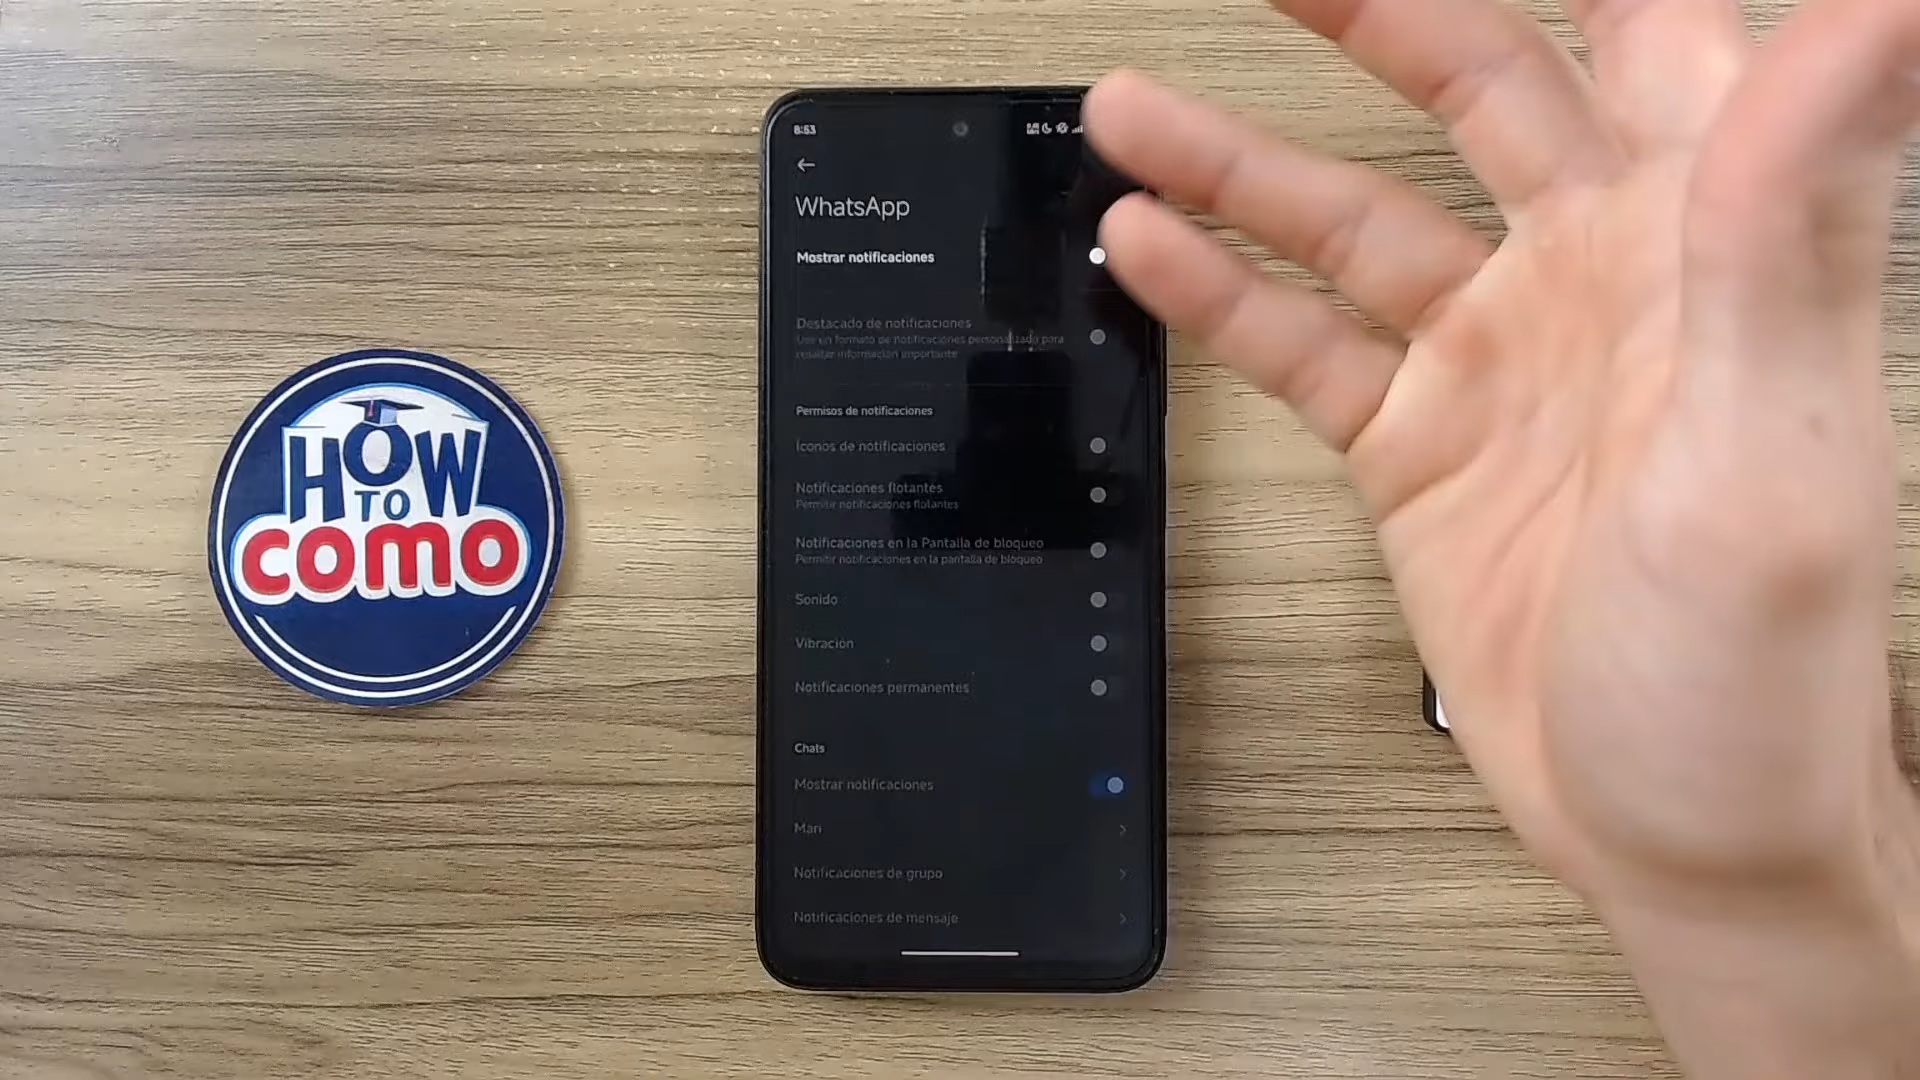 HOW
TO
COMO
8:53
WhatsApp
Mostrar notificaciones
Destacado de notificaciones
Use un formato de notificaciones personalizado para
resaltar información importante
Permisos de notificaciones
Íconos de notificaciones
Notificaciones flotantes
Permitir notificaciones flotantes
Notificaciones en la Pantalla de bloqueo
Permitir notificaciones en la pantalla de bloqueo
Sonido
Vibración
Notificaciones permanentes
Chats
Mostrar notificaciones
Mari
Notificaciones de grupo
Notificaciones de mensaje